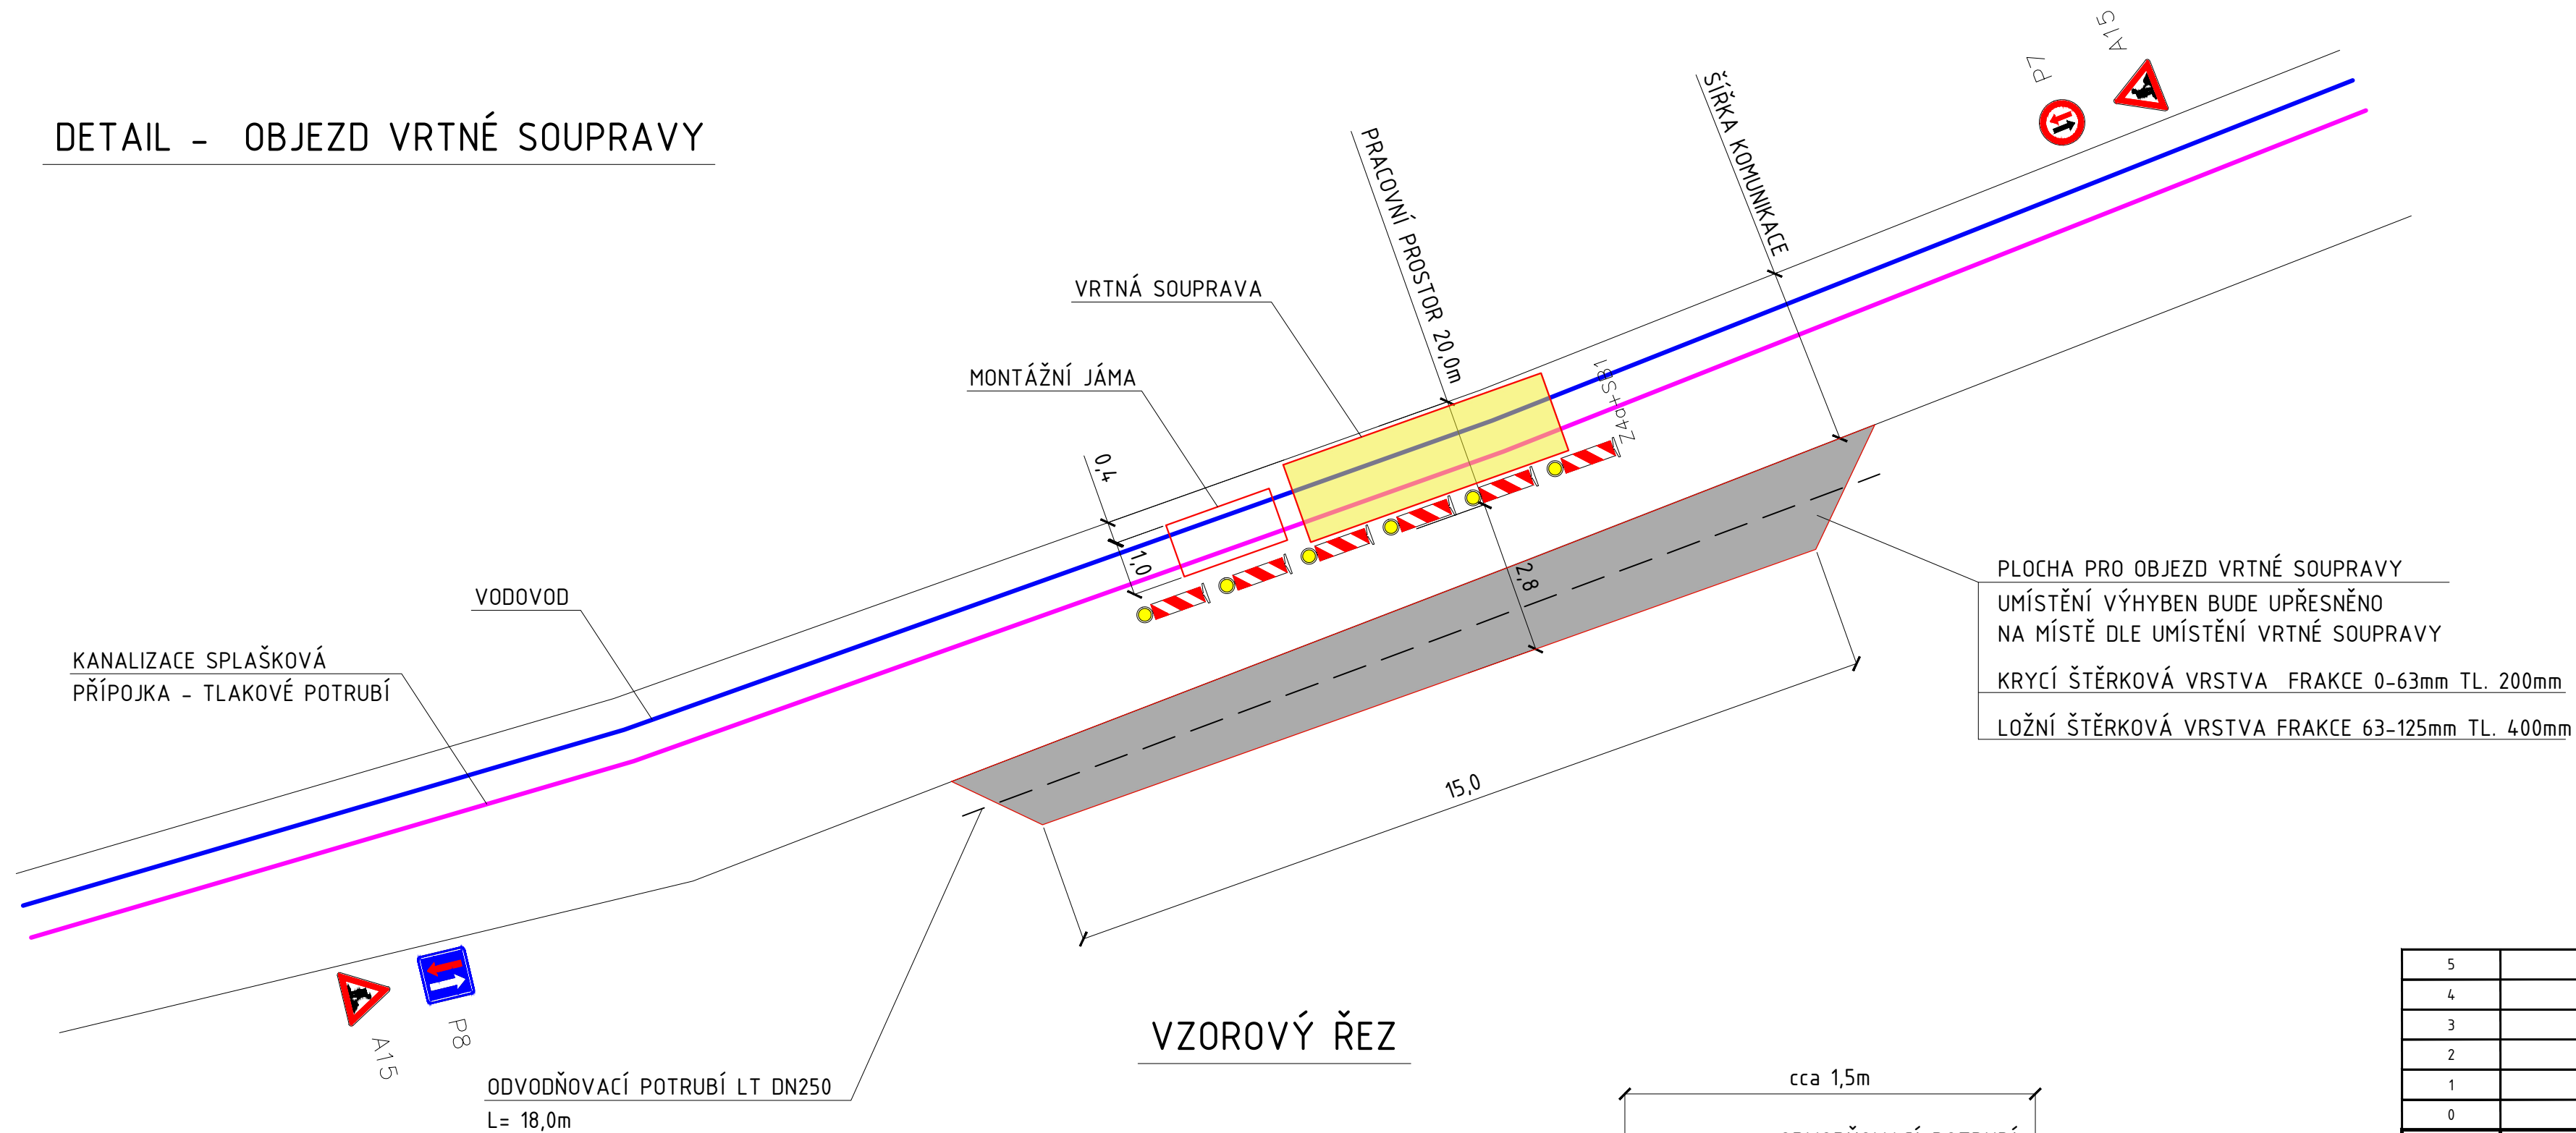 DETAIL - OBJEZD VRTNÉ SOUPRAVY
A15
P7
ŠÍŘKA KOMUNIKACE
PRACOVNÍ PROSTOR 20,0m
VRTNÁ SOUPRAVA
MONTÁŽNÍ JÁMA
Z4a+S81
0,4
1,0
2,8
VODOVOD
KANALIZACE SPLAŠKOVÁ
PŘÍPOJKA - TLAKOVÉ POTRUBÍ
PLOCHA PRO OBJEZD VRTNÉ SOUPRAVY
UMÍSTĚNÍ VÝHYBEN BUDE UPŘESNĚNO
NA MÍSTĚ DLE UMÍSTĚNÍ VRTNÉ SOUPRAVY
KRYCÍ ŠTĚRKOVÁ VRSTVA FRAKCE 0-63mm TL. 200mm
LOŽNÍ ŠTĚRKOVÁ VRSTVA FRAKCE 63-125mm TL. 400mm
15,0
P8
A15
ODVODŇOVACÍ POTRUBÍ LT DN250
L= 18,0m
VZOROVÝ ŘEZ
cca 1,5m
5
4
3
2
1
0